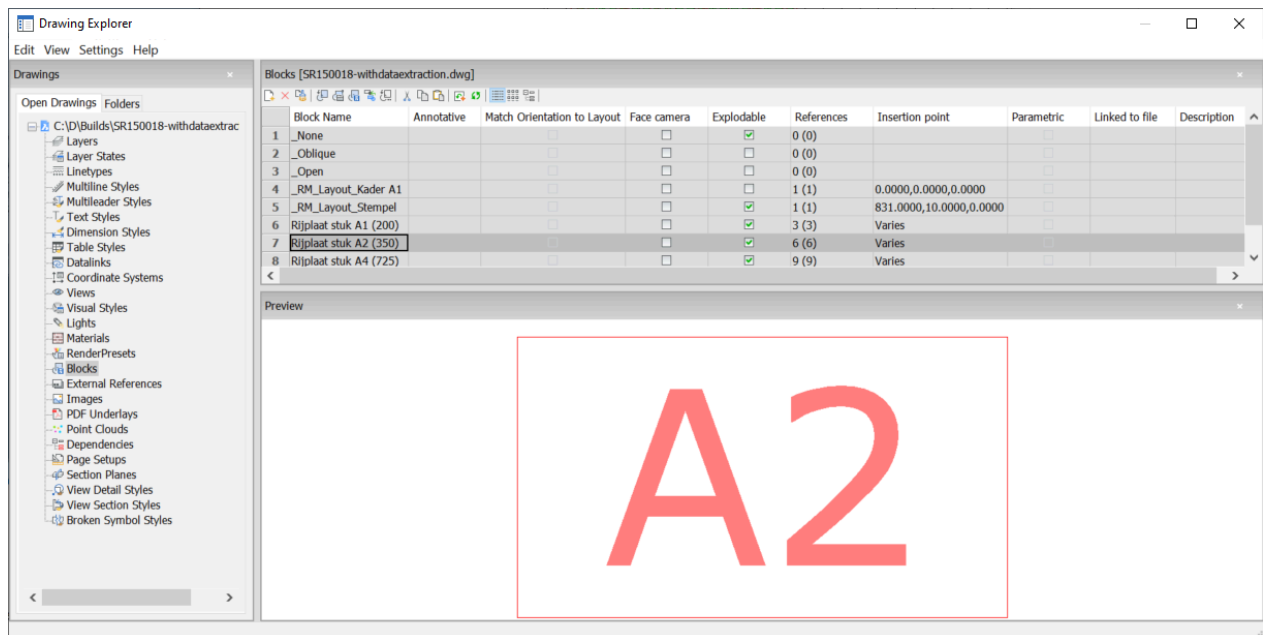 Drawing Explorer
Edit View Settings Help
Drawings
Open Drawings Folders
C:\D\Builds\SR150018-withdataextrac
Layers
Layer States
Linetypes
Multiline Styles
Multileader Styles
Text Styles
Dimension Styles
Table Styles
Datalinks
Coordinate Systems
Views
Visual Styles
Lights
Materials
RenderPresets
Blocks
External References
Images
PDF Underlays
Point Clouds
Dependencies
Page Setups
Section Planes
View Detail Styles
View Section Styles
Broken Symbol Styles
Blocks [SR150018-withdataextraction.dwg]
Block Name Annotative Match Orientation to Layout Face camera Explodable References Insertion point Parametric Linked to file Description
1 _None 0 (0)
2 _Oblique 0 (0)
3 _Open 0 (0)
4 _RM_Layout_Kader A1 1 (1) 0.0000,0.0000,0.0000
5 _RM_Layout_Stempel 1 (1) 831.0000,10.0000,0.0000
6 Rijplaat stuk A1 (200) 3 (3) Varies
7 Rijplaat stuk A2 (350) 6 (6) Varies
8 Rijplaat stuk A4 (725) 9 (9) Varies
Preview
A2